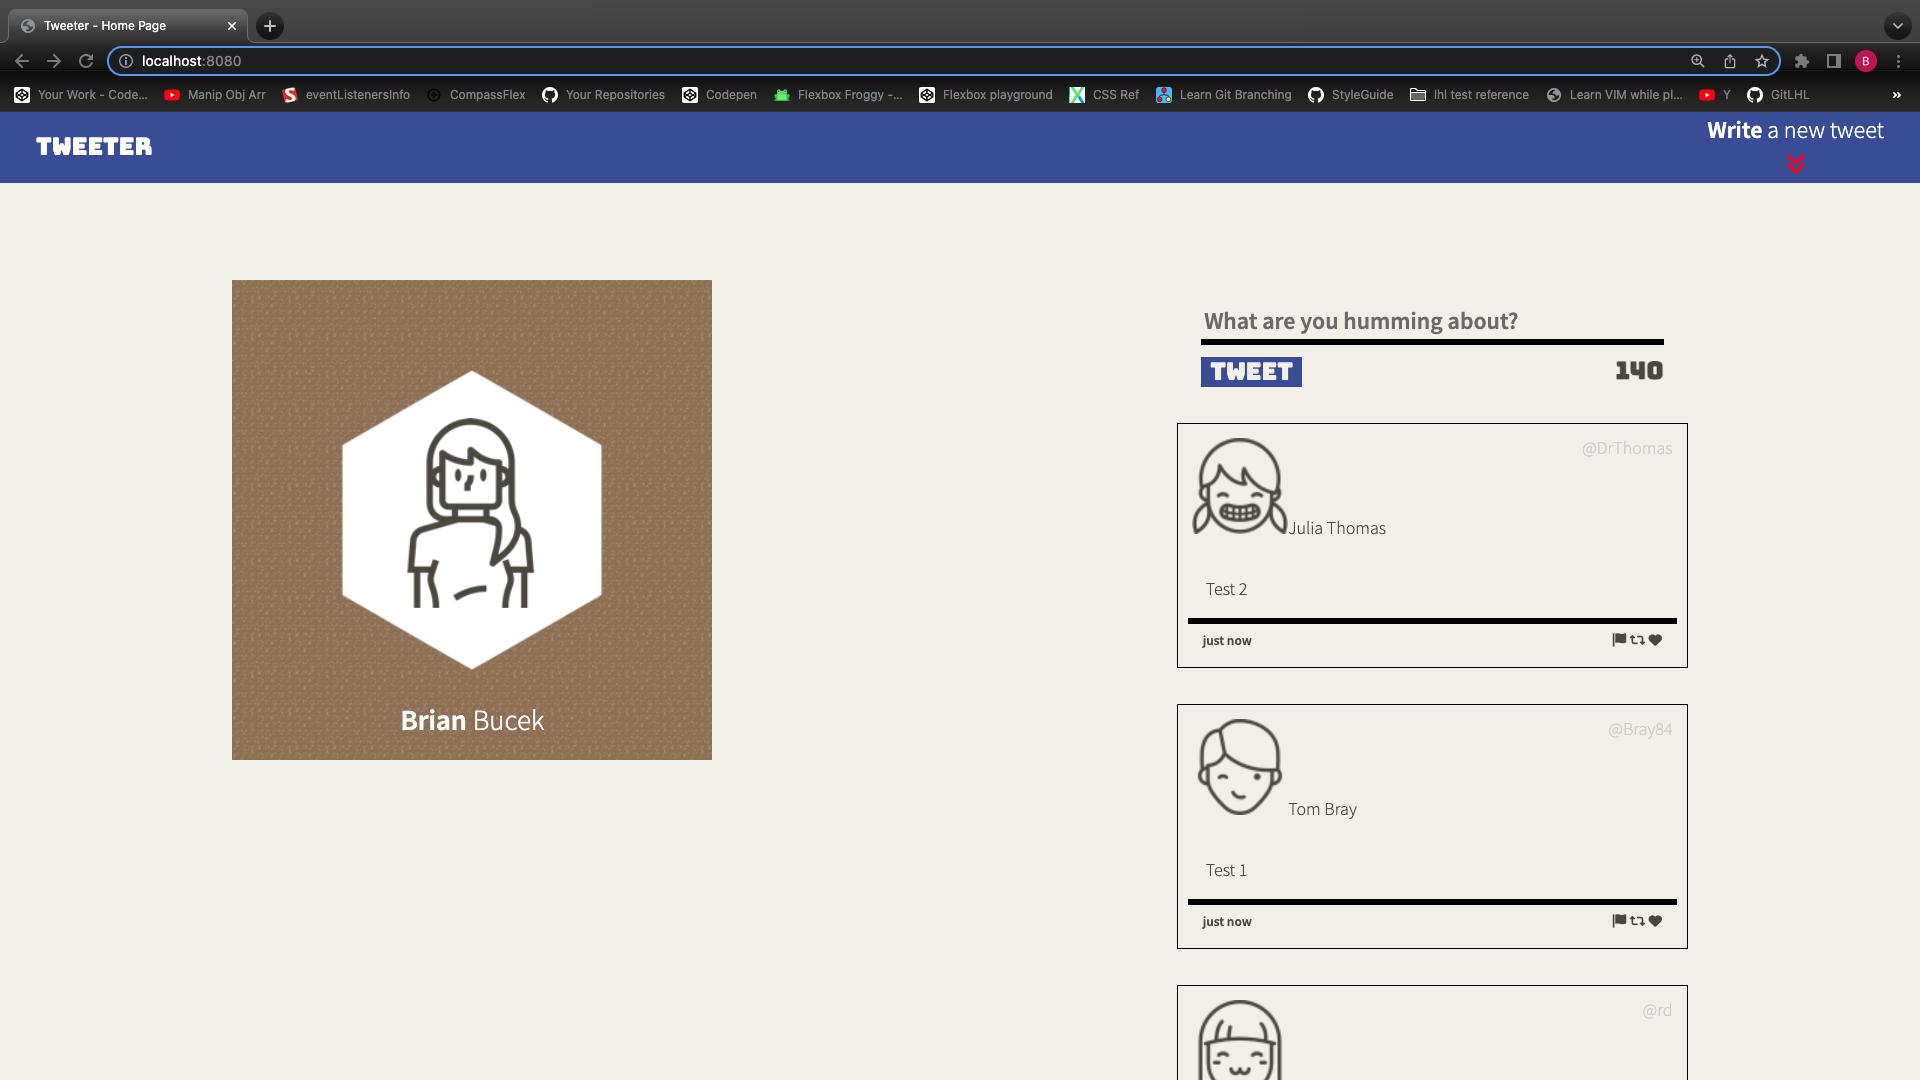 Tweeter - Home Page
localhost:8080
B
Your Work - Code...
Manip Obj Arr
eventListenersInfo
CompassFlex
Your Repositories
Codepen
Flexbox Froggy -...
Flexbox playground
CSS Ref
Learn Git Branching
StyleGuide
lhl test reference
Learn VIM while pl...
Y
GitLHL
»
TWEETER
Write a new tweet
What are you humming about?
TWEET
140
Brian Bucek
@DrThomas
Julia Thomas
Test 2
just now
@Bray84
Tom Bray
Test 1
just now
@rd